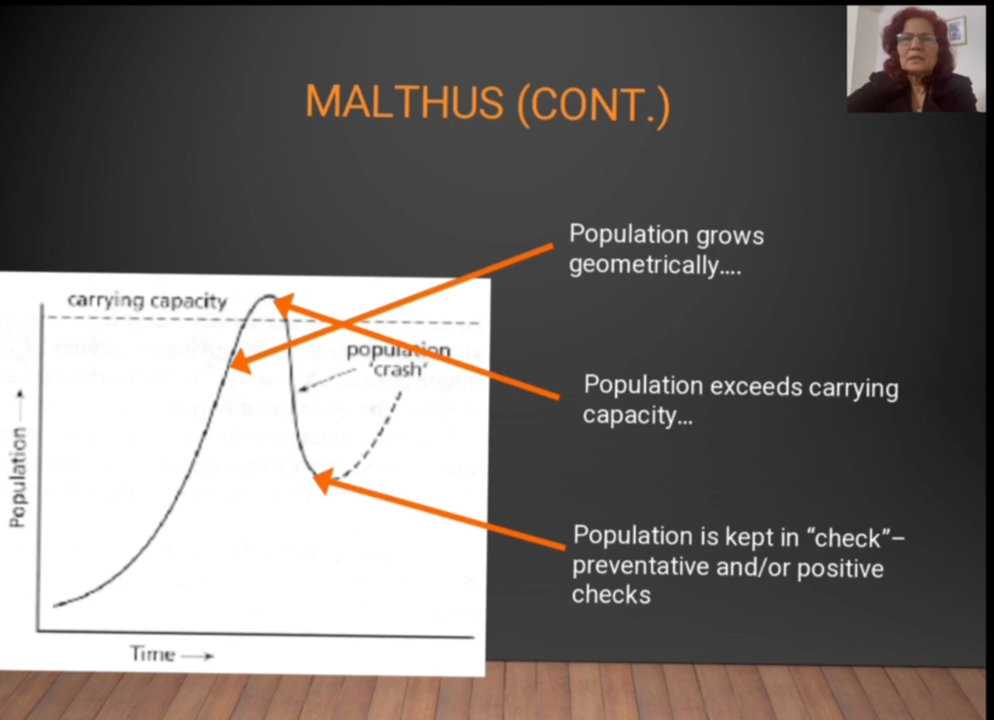 MALTHUS (CONT.)
Population grows
geometrically....
carrying capacity
population
'crash'
Population exceeds carrying
capacity...
Population
Population is kept in “check”–
preventative and/or positive
checks
Time